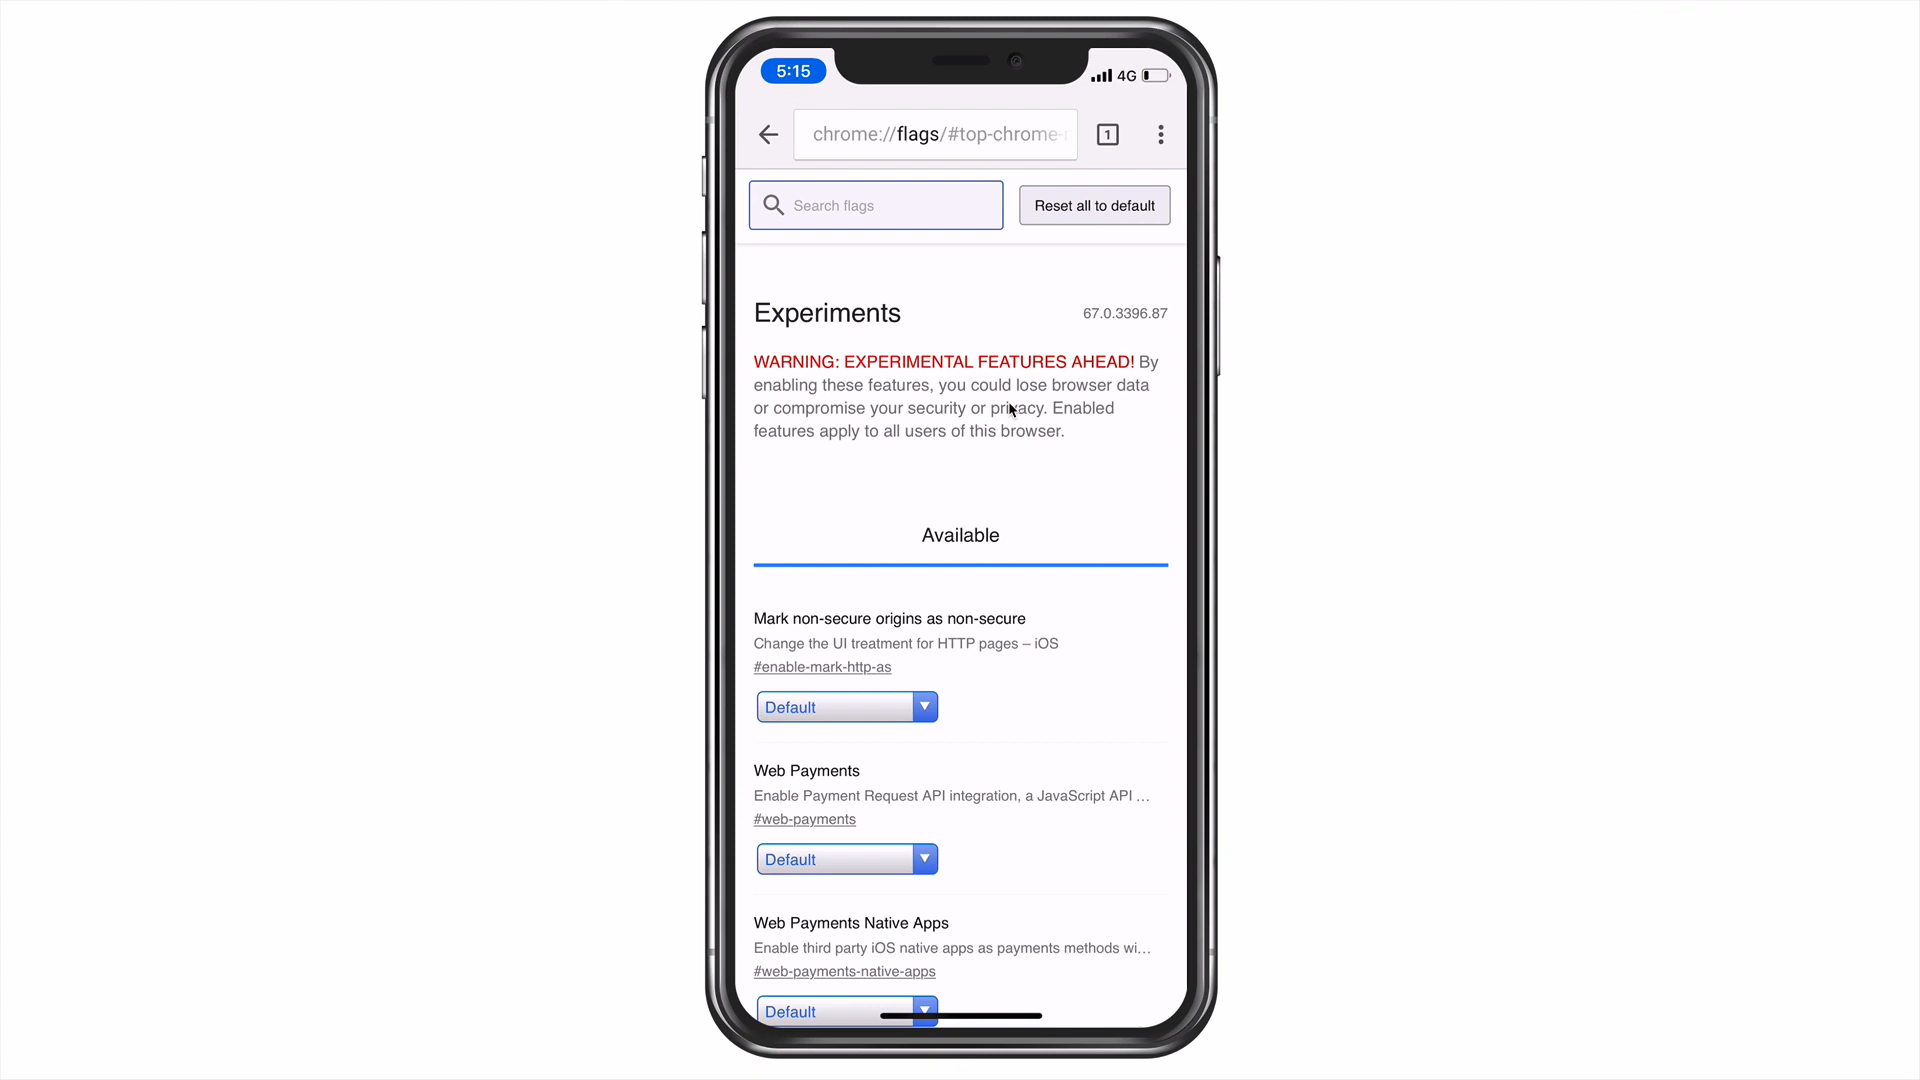 5:15
4G
chrome://flags/#top-chrome-
1
Search flags
Reset all to default
Experiments
67.0.3396.87
WARNING: EXPERIMENTAL FEATURES AHEAD! By
enabling these features, you could lose browser data
or compromise your security or privacy. Enabled
features apply to all users of this browser.
Available
Mark non-secure origins as non-secure
Change the UI treatment for HTTP pages – iOS
#enable-mark-http-as
Default
Web Payments
Enable Payment Request API integration, a JavaScript API …
#web-payments
Default
Web Payments Native Apps
Enable third party iOS native apps as payments methods wi…
#web-payments-native-apps
Default